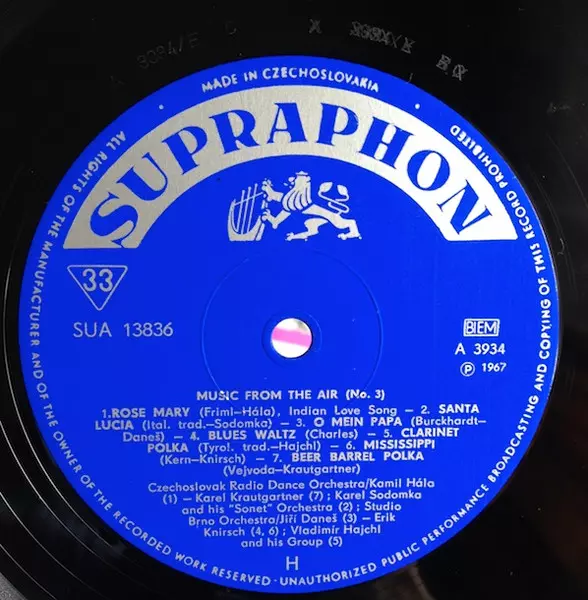 MADE IN CZECHOSLOVAKIA
ALL RIGHTS OF THE MANUFACTURER AND OF THE OWNER OF THE RECORDED WORK RESERVED · UNAUTHORIZED PUBLIC PERFORMANCE BROADCASTING AND COPYING OF THIS RECORD PROHIBITED
SUPRAPHON
33
SUA 13836
BIEM
A 3934
Ⓟ 1967
MUSIC FROM THE AIR (No. 3)
1.ROSE MARY (Friml-Hála), Indian Love Song – 2. SANTA
LUCIA (Ital. trad.-Sodomka) – 3. O MEIN PAPA (Burckhardt-
Daneš) – 4. BLUES WALTZ (Charles) – 5. CLARINET
POLKA (Tyrol. trad.-Hajchl) – 6. MISSISSIPPI
(Kern-Knirsch) – 7. BEER BARREL POLKA
(Vejvoda-Krautgartner)
Czechoslovak Radio Dance Orchestra/Kamil Hála
(1) – Karel Krautgartner (7) ; Karel Sodomka
and his "Sonet" Orchestra (2) ; Studio
Brno Orchestra/Jiří Daneš (3) – Erik
Knirsch (4, 6) ; Vladimír Hajchl
and his Group (5)
H